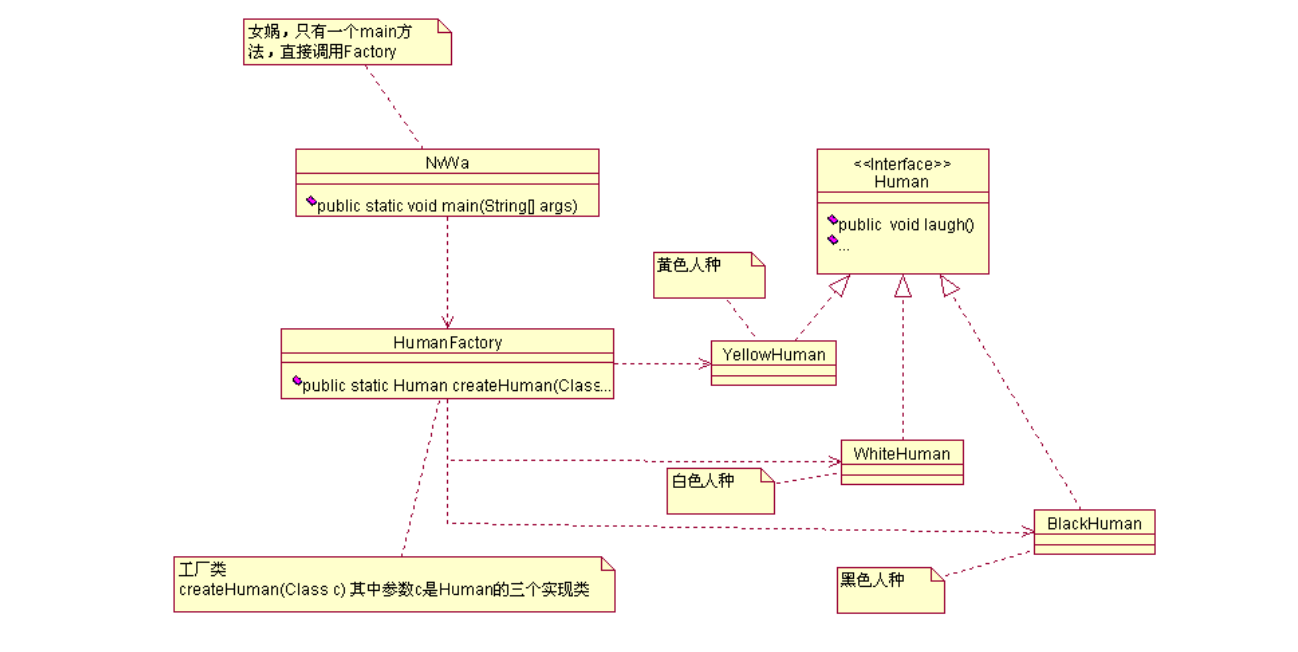 女娲，只有一个main方
法，直接调用Factory
NvWa
public static void main(String[] args)
<<Interface>>
Human
public void laugh()
...
黄色人种
HumanFactory
public static Human createHuman(Class...
YellowHuman
WhiteHuman
白色人种
BlackHuman
黑色人种
工厂类
createHuman(Class c) 其中参数c是Human的三个实现类